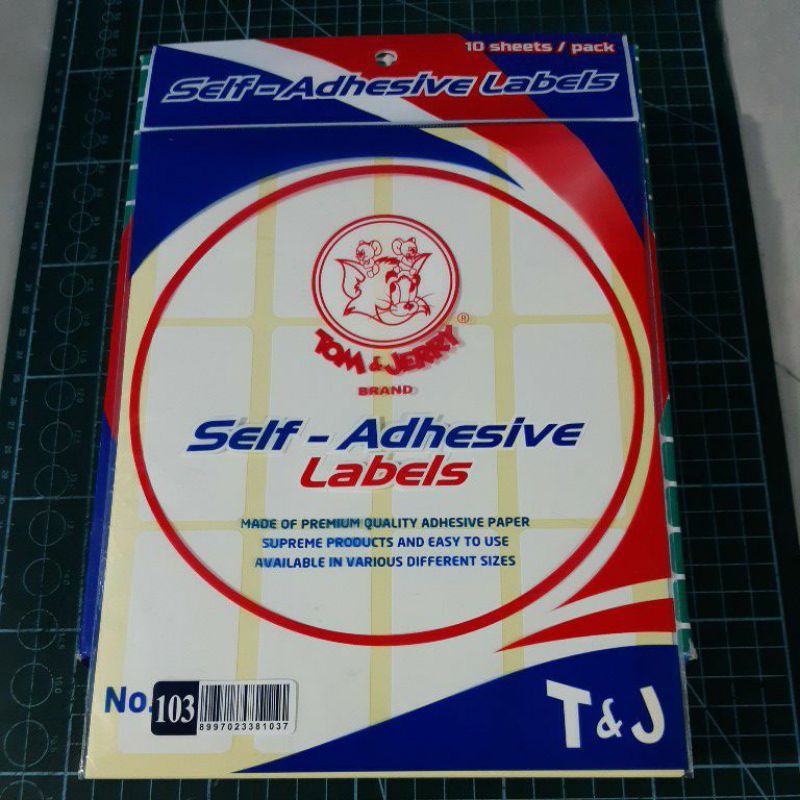 10 sheets / pack
Self - Adhesive Labels
TOM & JERRY ®
BRAND
Self - Adhesive
Labels
MADE OF PREMIUM QUALITY ADHESIVE PAPER
SUPREME PRODUCTS AND EASY TO USE
AVAILABLE IN VARIOUS DIFFERENT SIZES
No. 103
8997023381037
T & J